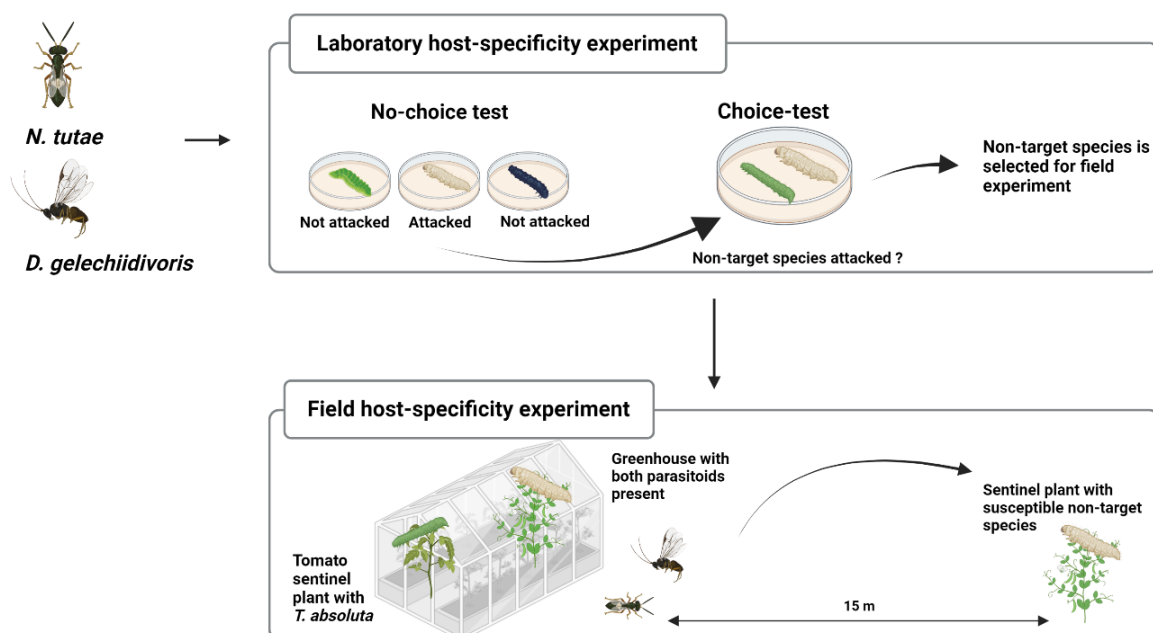 Laboratory host-specificity experiment
N. tutae
D. gelechiidivoris
No-choice test
Not attacked
Attacked
Not attacked
Choice-test
Non-target species attacked ?
Non-target species is
selected for field
experiment
Field host-specificity experiment
Tomato
sentinel
plant with
T. absoluta
Greenhouse with
both parasitoids
present
15 m
Sentinel plant with
susceptible non-target
species